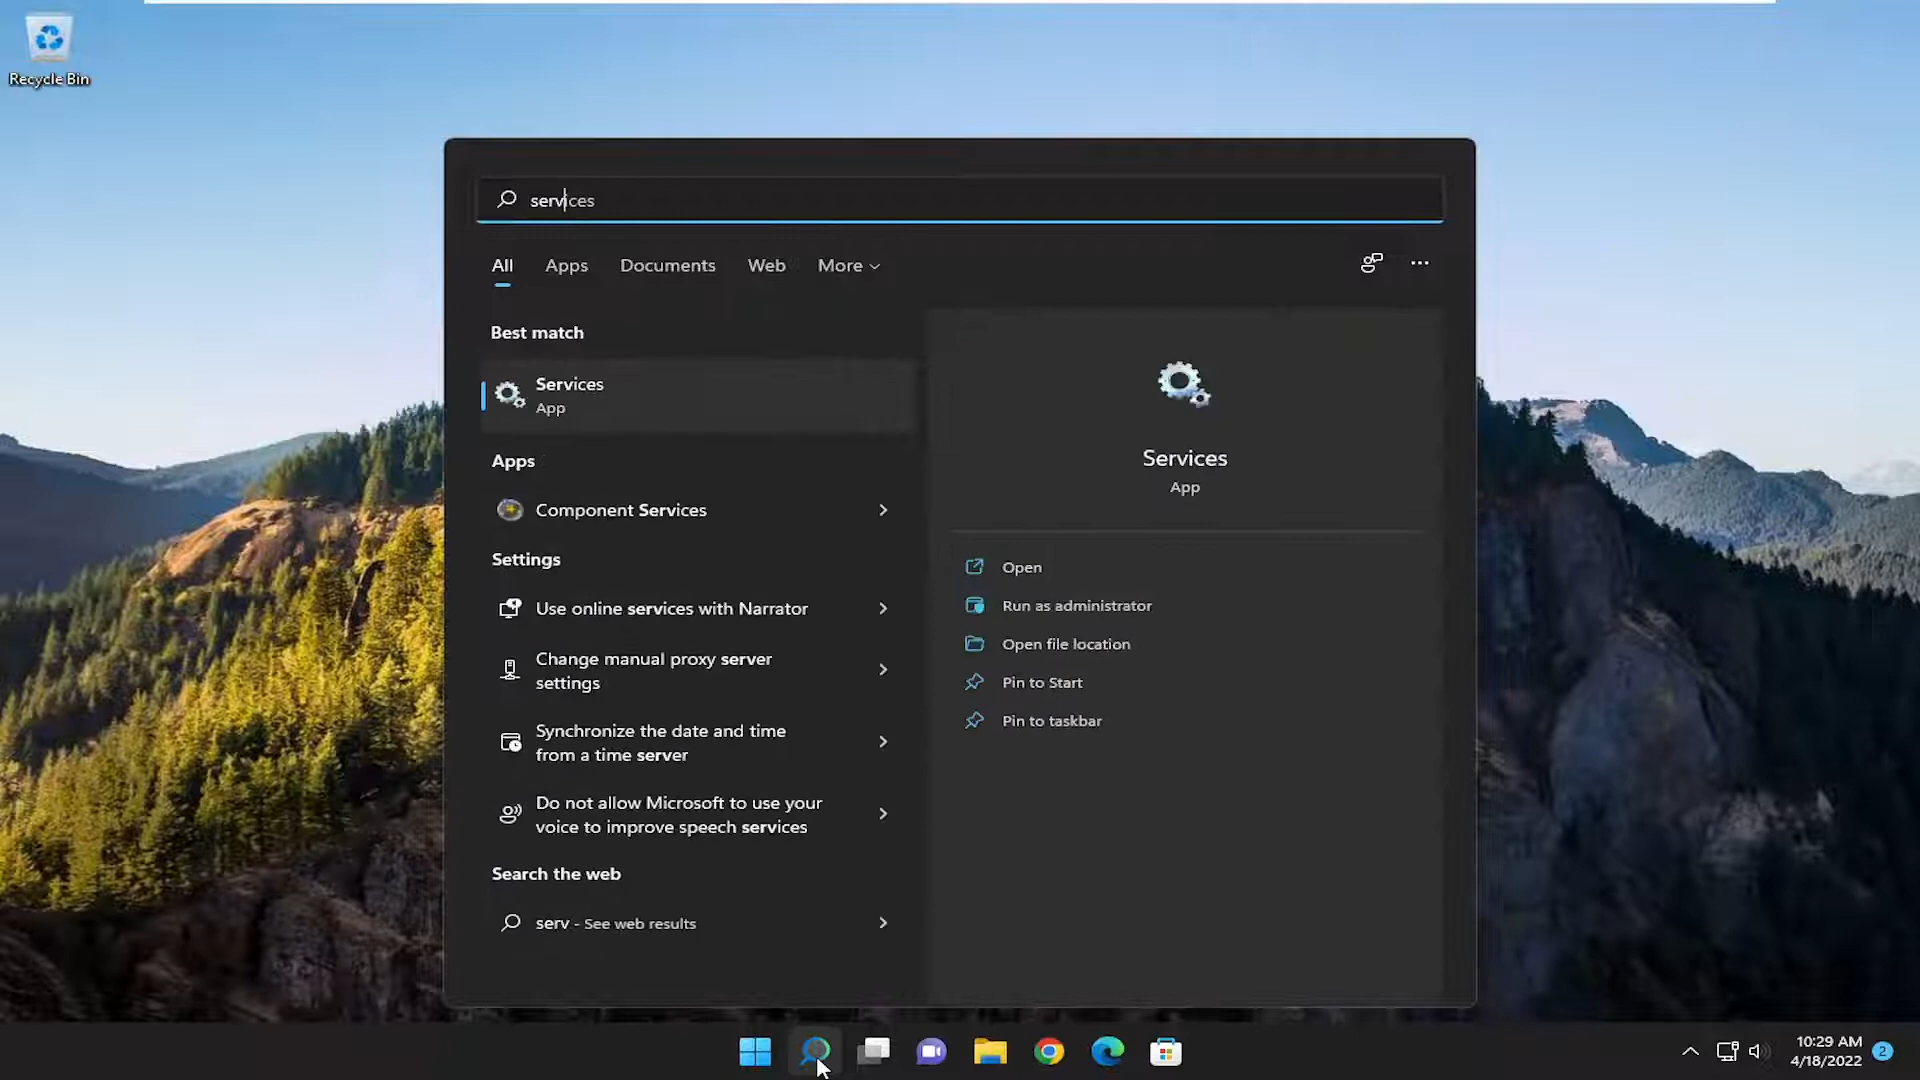 Recycle Bin
services
All Apps Documents Web More
Best match
Services
App
Apps
Component Services
Settings
Use online services with Narrator
Change manual proxy server
settings
Synchronize the date and time
from a time server
Do not allow Microsoft to use your
voice to improve speech services
Search the web
serv - See web results
Services
App
Open
Run as administrator
Open file location
Pin to Start
Pin to taskbar
10:29 AM
4/18/2022
2